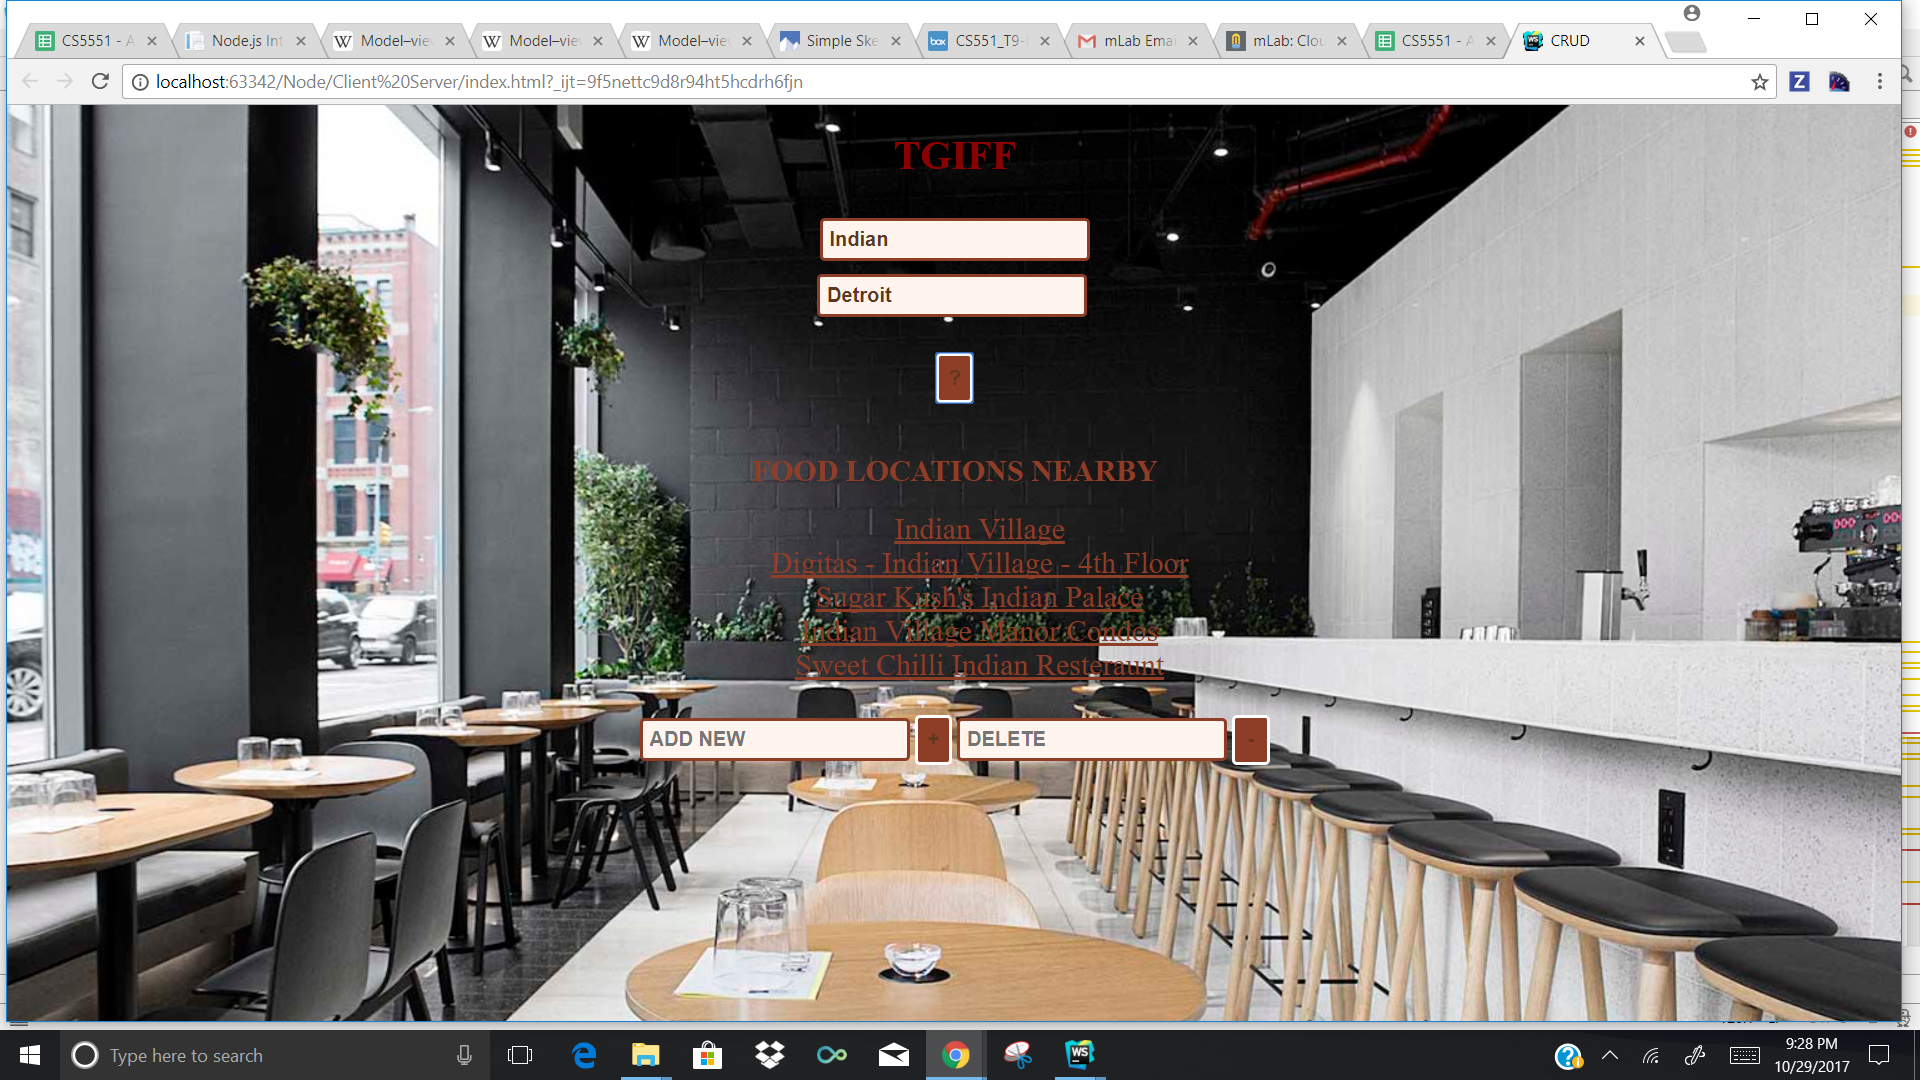 CS5551 - A
Node.js Int
Model–vie
Model–vie
Model–vie
Simple Ske
CS551_T9-
mLab Emai
mLab: Clou
CS5551 - A
CRUD
localhost:63342/Node/Client%20Server/index.html?_ijt=9f5nettc9d8r94ht5hcdrh6fjn
TGIFF
Indian
Detroit
?
FOOD LOCATIONS NEARBY
Indian Village
Digitas - Indian Village - 4th Floor
Sugar Kush's Indian Palace
Indian Village Manor Condos
Sweet Chilli Indian Resteraunt
ADD NEW + DELETE -
Type here to search
9:28 PM
10/29/2017